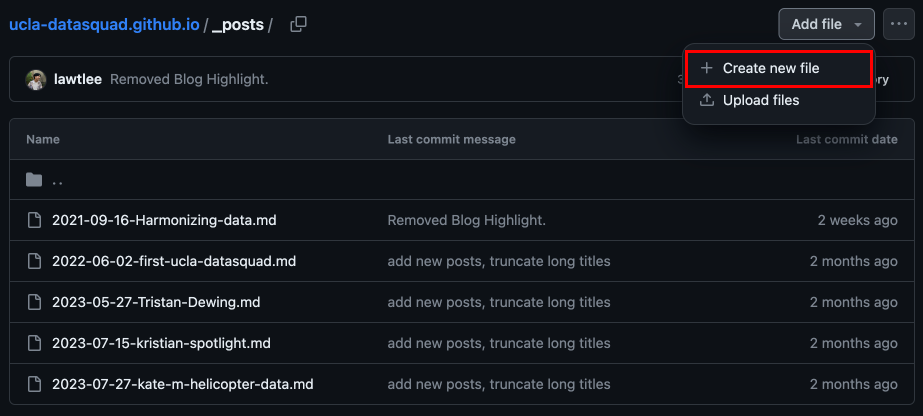 ucla-datasquad.github.io / _posts /
Add file
Create new file
Upload files
lawtlee Removed Blog Highlight.
Name Last commit message Last commit date
..
2021-09-16-Harmonizing-data.md Removed Blog Highlight. 2 weeks ago
2022-06-02-first-ucla-datasquad.md add new posts, truncate long titles 2 months ago
2023-05-27-Tristan-Dewing.md add new posts, truncate long titles 2 months ago
2023-07-15-kristian-spotlight.md add new posts, truncate long titles 2 months ago
2023-07-27-kate-m-helicopter-data.md add new posts, truncate long titles 2 months ago